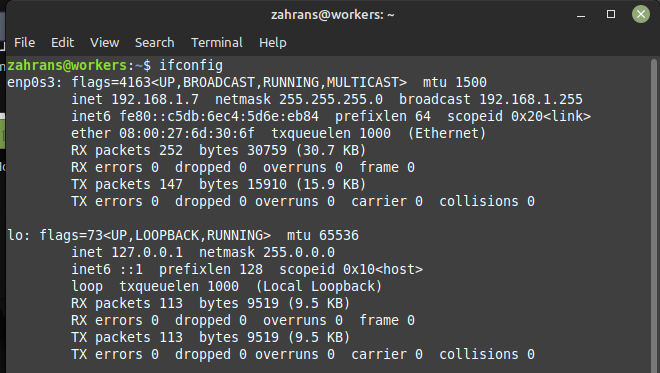 zahrans@workers: ~
File Edit View Search Terminal Help
zahrans@workers:~$ ifconfig
enp0s3: flags=4163<UP,BROADCAST,RUNNING,MULTICAST>  mtu 1500
        inet 192.168.1.7  netmask 255.255.255.0  broadcast 192.168.1.255
        inet6 fe80::c5db:6ec4:5d6e:eb84  prefixlen 64  scopeid 0x20<link>
        ether 08:00:27:6d:30:6f  txqueuelen 1000  (Ethernet)
        RX packets 252  bytes 30759 (30.7 KB)
        RX errors 0  dropped 0  overruns 0  frame 0
        TX packets 147  bytes 15910 (15.9 KB)
        TX errors 0  dropped 0 overruns 0  carrier 0  collisions 0

lo: flags=73<UP,LOOPBACK,RUNNING>  mtu 65536
        inet 127.0.0.1  netmask 255.0.0.0
        inet6 ::1  prefixlen 128  scopeid 0x10<host>
        loop  txqueuelen 1000  (Local Loopback)
        RX packets 113  bytes 9519 (9.5 KB)
        RX errors 0  dropped 0  overruns 0  frame 0
        TX packets 113  bytes 9519 (9.5 KB)
        TX errors 0  dropped 0 overruns 0  carrier 0  collisions 0